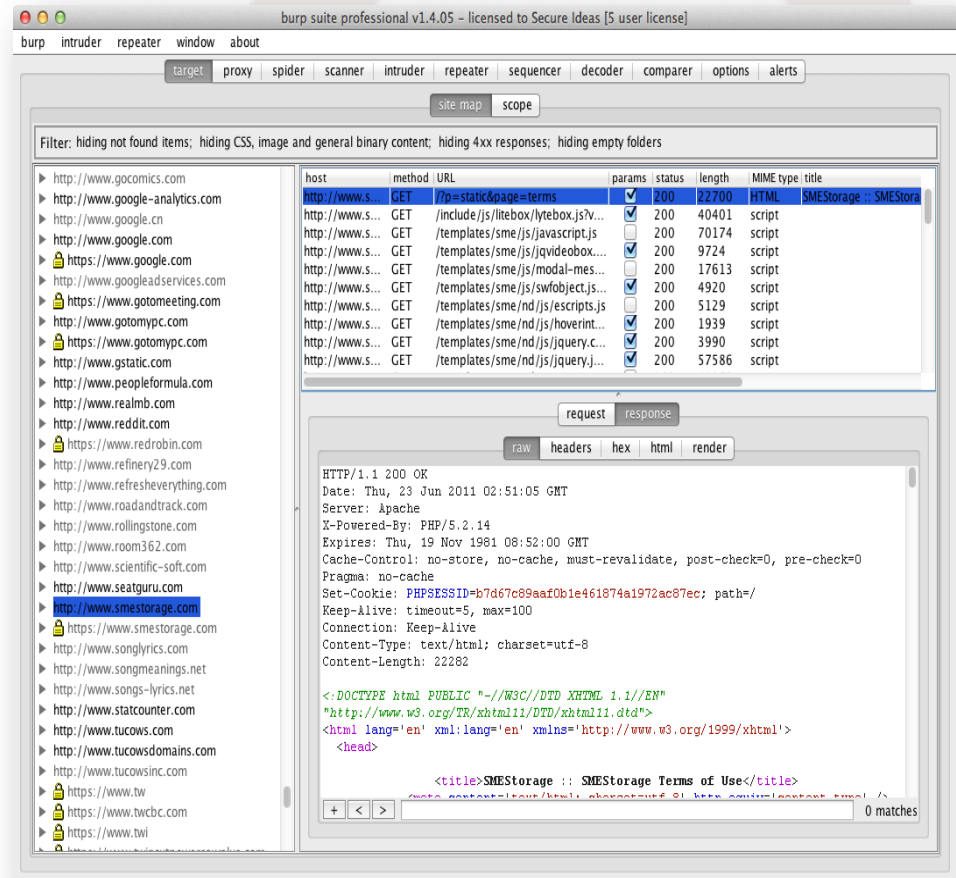 burp suite professional v1.4.05 – licensed to Secure Ideas [5 user license]
burp intruder repeater window about
target proxy spider scanner intruder repeater sequencer decoder comparer options alerts
site map scope
Filter: hiding not found items; hiding CSS, image and general binary content; hiding 4xx responses; hiding empty folders
http://www.gocomics.com
http://www.google-analytics.com
http://www.google.cn
http://www.google.com
https://www.google.com
http://www.googleadservices.com
https://www.gotomeeting.com
http://www.gotomypc.com
https://www.gotomypc.com
http://www.gstatic.com
http://www.peopleformula.com
http://www.realmb.com
http://www.reddit.com
https://www.redrobin.com
http://www.refinery29.com
http://www.refresheverything.com
http://www.roadandtrack.com
http://www.rollingstone.com
http://www.room362.com
http://www.scientific-soft.com
http://www.seatguru.com
http://www.smestorage.com
https://www.smestorage.com
http://www.songlyrics.com
http://www.songmeanings.net
http://www.songs-lyrics.net
http://www.statcounter.com
http://www.tucows.com
http://www.tucowsdomains.com
http://www.tucowsinc.com
https://www.tw
https://www.twcbc.com
https://www.twi
host method URL params status length MIME type title
http://www.s... GET /?p=static&page=terms 200 22700 HTML SMEStorage :: SMEStora
http://www.s... GET /include/js/litebox/lytebox.js?v... 200 40401 script
http://www.s... GET /templates/sme/js/javascript.js 200 70174 script
http://www.s... GET /templates/sme/js/jqvideobox.... 200 9724 script
http://www.s... GET /templates/sme/js/modal-mes... 200 17613 script
http://www.s... GET /templates/sme/js/swfobject.js... 200 4920 script
http://www.s... GET /templates/sme/nd/js/escripts.js 200 5129 script
http://www.s... GET /templates/sme/nd/js/hoverint... 200 1939 script
http://www.s... GET /templates/sme/nd/js/jquery.c... 200 3990 script
http://www.s... GET /templates/sme/nd/js/jquery.j... 200 57586 script
request response
raw headers hex html render
HTTP/1.1 200 OK
Date: Thu, 23 Jun 2011 02:51:05 GMT
Server: Apache
X-Powered-By: PHP/5.2.14
Expires: Thu, 19 Nov 1981 08:52:00 GMT
Cache-Control: no-store, no-cache, must-revalidate, post-check=0, pre-check=0
Pragma: no-cache
Set-Cookie: PHPSESSID=b7d67c89aaf0b1e461874a1972ac87ec; path=/
Keep-Alive: timeout=5, max=100
Connection: Keep-Alive
Content-Type: text/html; charset=utf-8
Content-Length: 22282
<!DOCTYPE html PUBLIC "-//W3C//DTD XHTML 1.1//EN"
"http://www.w3.org/TR/xhtml11/DTD/xhtml11.dtd">
<html lang='en' xml:lang='en' xmlns='http://www.w3.org/1999/xhtml'>
<head>
<title>SMEStorage :: SMEStorage Terms of Use</title>
<meta content='text/html; charset=utf-8' http-equiv='content-type' />
+ < > 0 matches